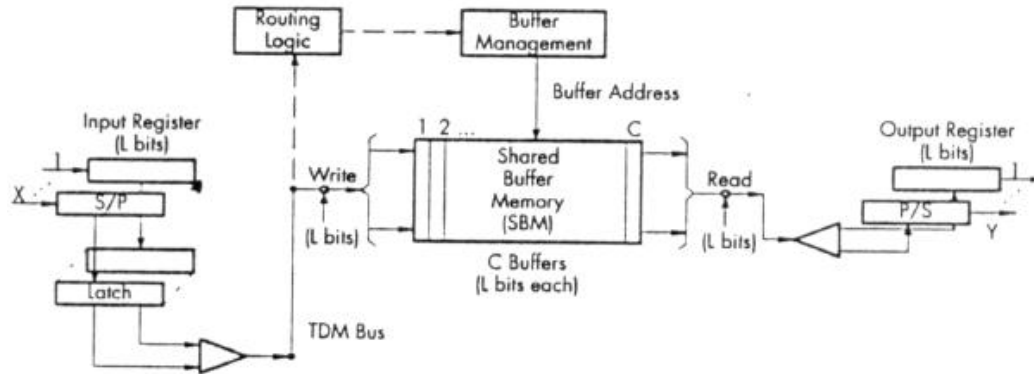 Routing
Logic
Buffer
Management
Buffer Address
Input Register
(L bits)
1
X
S/P
Latch
TDM Bus
Write
(L bits)
1 2 ... C
Shared
Buffer
Memory
(SBM)
C Buffers
(L bits each)
Read
(L bits)
Output Register
(L bits)
1
P/S
Y